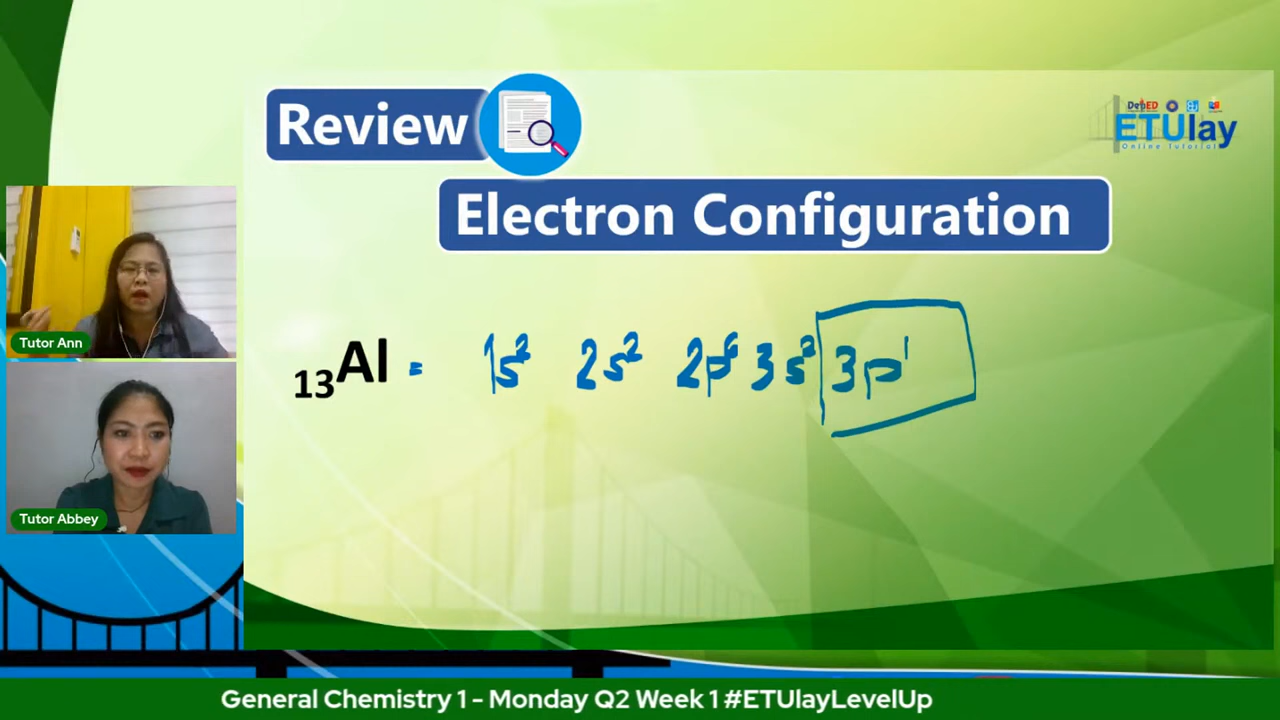 Review
DepED
ETUlay
Online Tutorial
Electron Configuration
₁₃Al = 1s² 2s² 2p⁶ 3s² 3p¹
Tutor Ann
Tutor Abbey
General Chemistry 1 - Monday Q2 Week 1 #ETUlayLevelUp